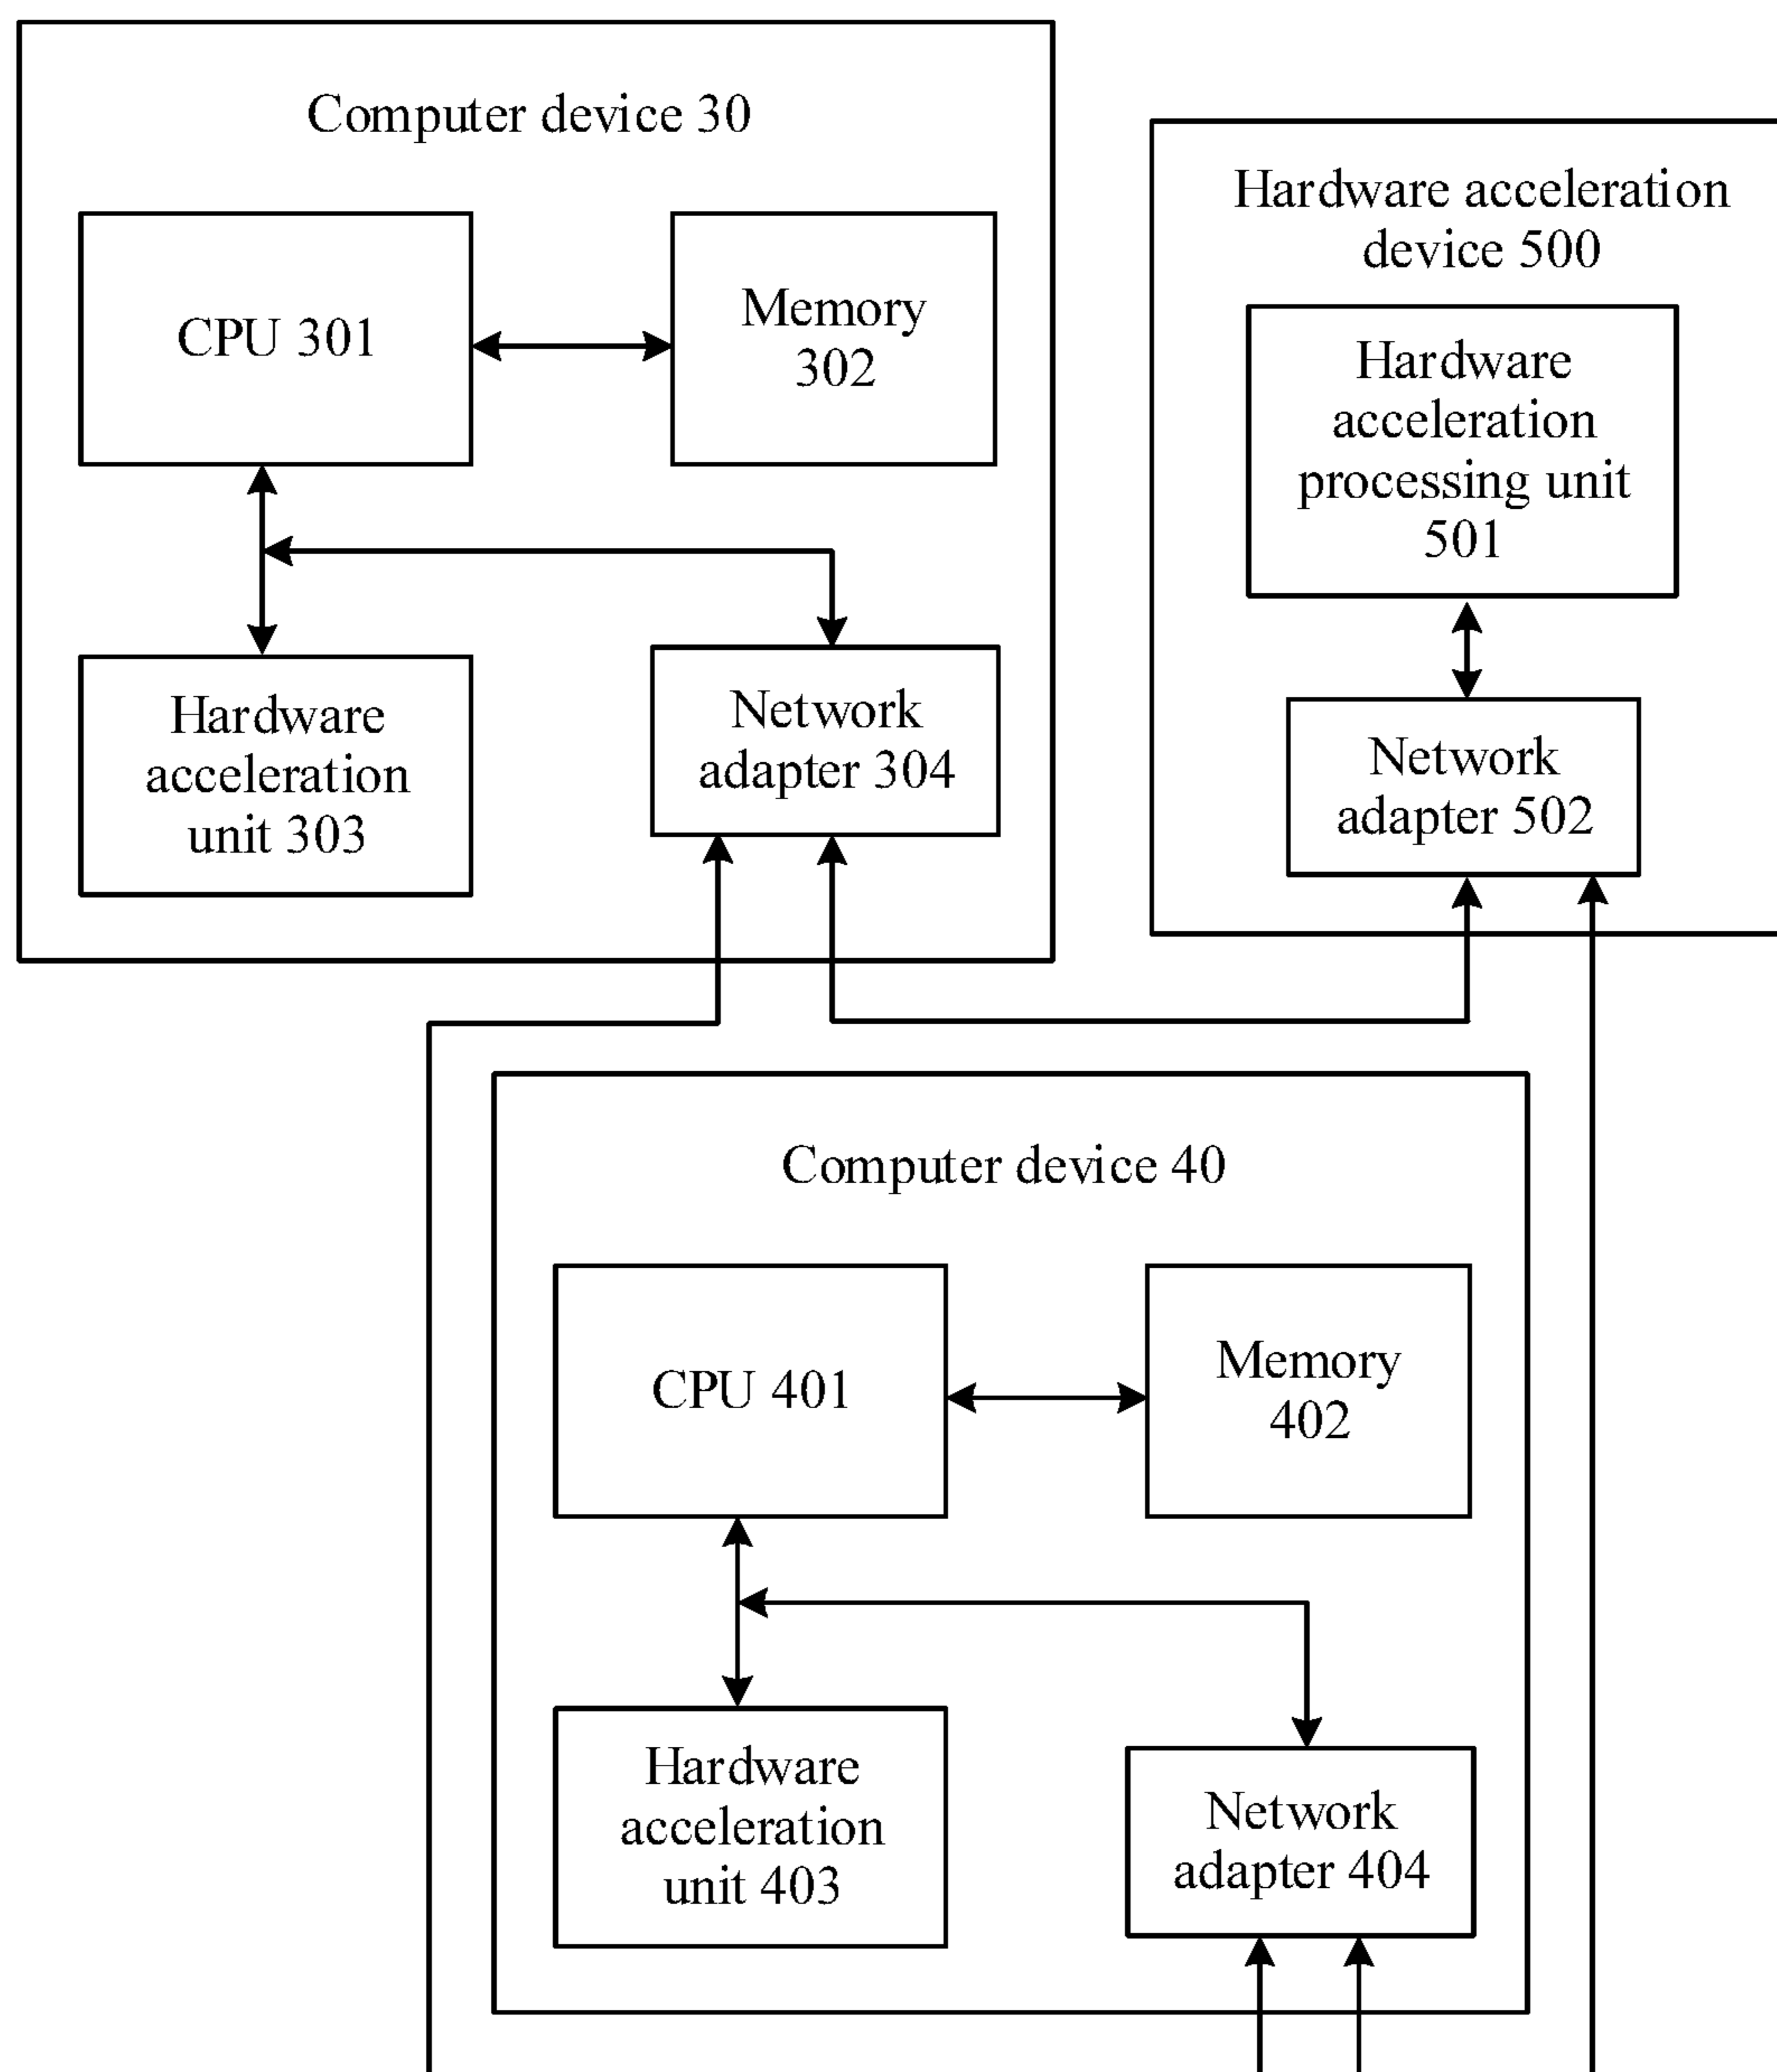 Computer device 30
CPU 301
Memory
302
Hardware
acceleration
unit 303
Network
adapter 304
Hardware acceleration
device 500
Hardware
acceleration
processing unit
501
Network
adapter 502
Computer device 40
CPU 401
Memory
402
Hardware
acceleration
unit 403
Network
adapter 404